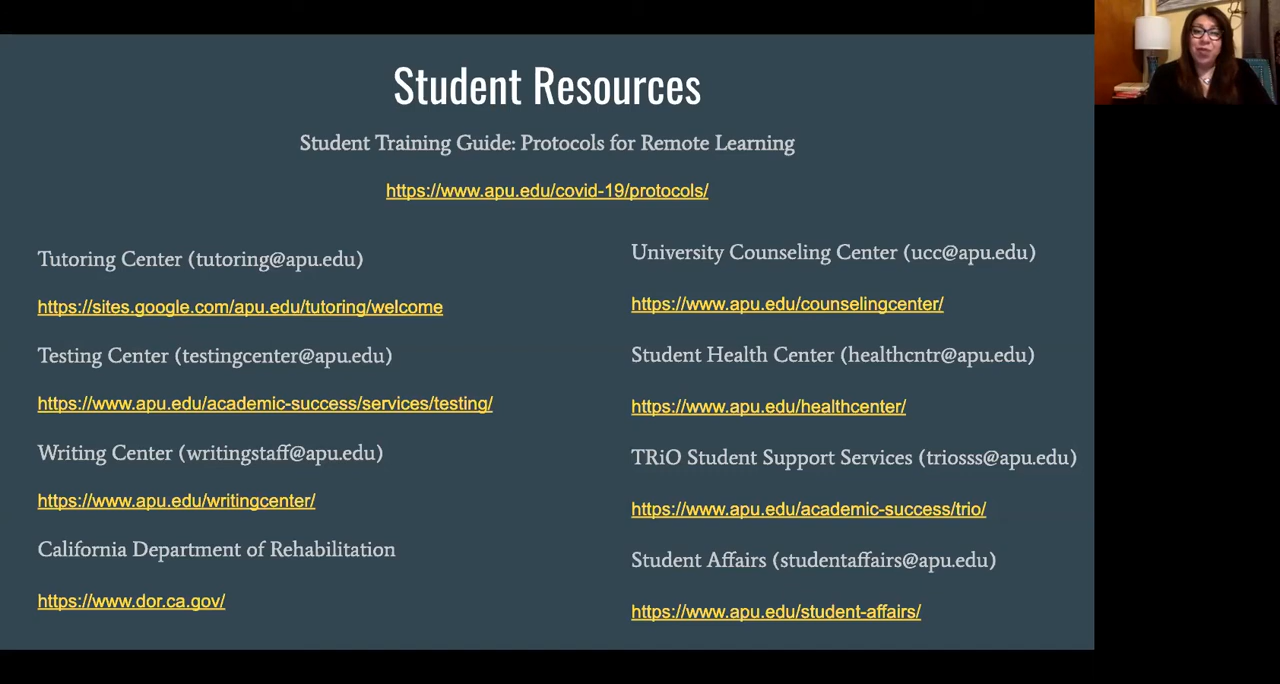 Student Resources
Student Training Guide: Protocols for Remote Learning
https://www.apu.edu/covid-19/protocols/
Tutoring Center (tutoring@apu.edu)
https://sites.google.com/apu.edu/tutoring/welcome
Testing Center (testingcenter@apu.edu)
https://www.apu.edu/academic-success/services/testing/
Writing Center (writingstaff@apu.edu)
https://www.apu.edu/writingcenter/
California Department of Rehabilitation
https://www.dor.ca.gov/
University Counseling Center (ucc@apu.edu)
https://www.apu.edu/counselingcenter/
Student Health Center (healthcntr@apu.edu)
https://www.apu.edu/healthcenter/
TRiO Student Support Services (triosss@apu.edu)
https://www.apu.edu/academic-success/trio/
Student Affairs (studentaffairs@apu.edu)
https://www.apu.edu/student-affairs/